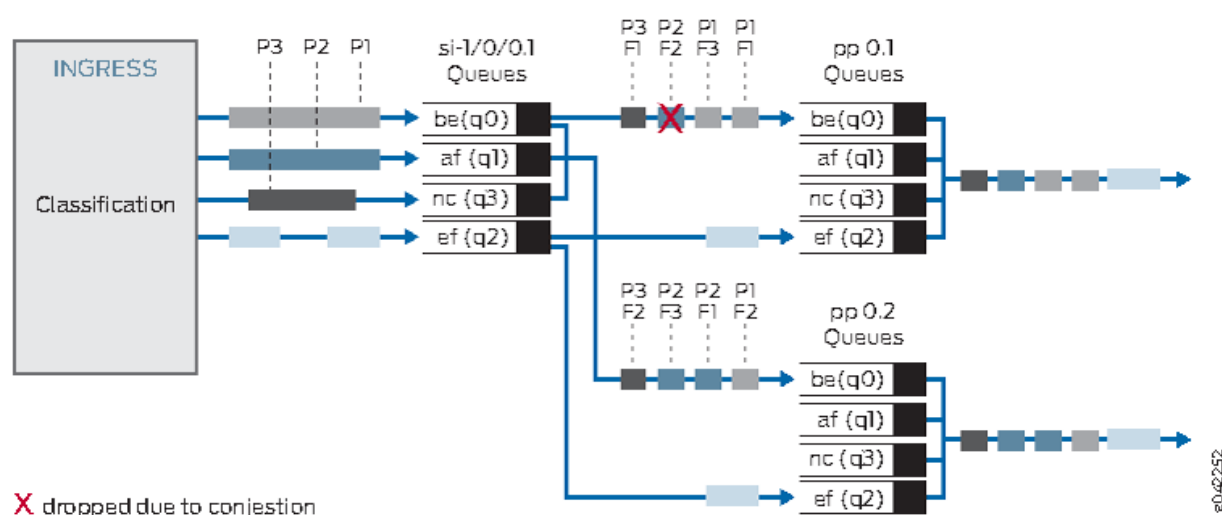 INGRESS
Classification
P3 P2 P1
si-1/0/0.1
Queues
be(q0)
af (q1)
nc (q3)
ef (q2)
P3 P2 P1 P1
F1 F2 F3 F1
X
pp 0.1
Queues
be(q0)
af (q1)
nc (q3)
ef (q2)
P3 P2 P2 P1
F2 F3 F1 F2
pp 0.2
Queues
be(q0)
af (q1)
nc (q3)
ef (q2)
X dropped due to conjestion
g042252